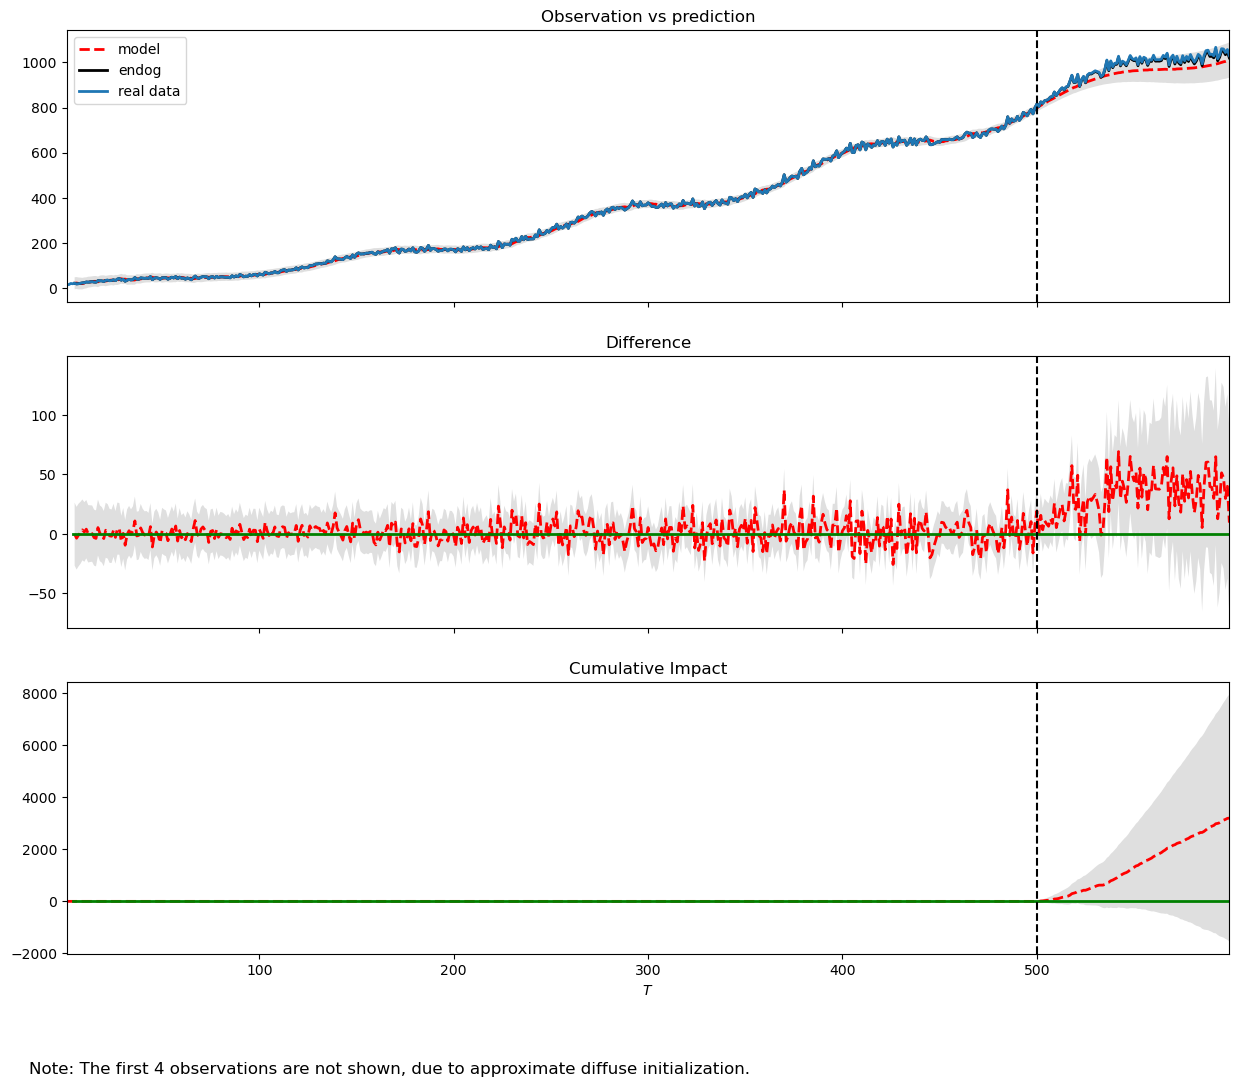 Observation vs prediction
model
endog
real data
1000
800
600
400
200
0
Difference
100
50
0
−50
Cumulative Impact
8000
6000
4000
2000
0
−2000
100 200 300 400 500
T
Note: The first 4 observations are not shown, due to approximate diffuse initialization.